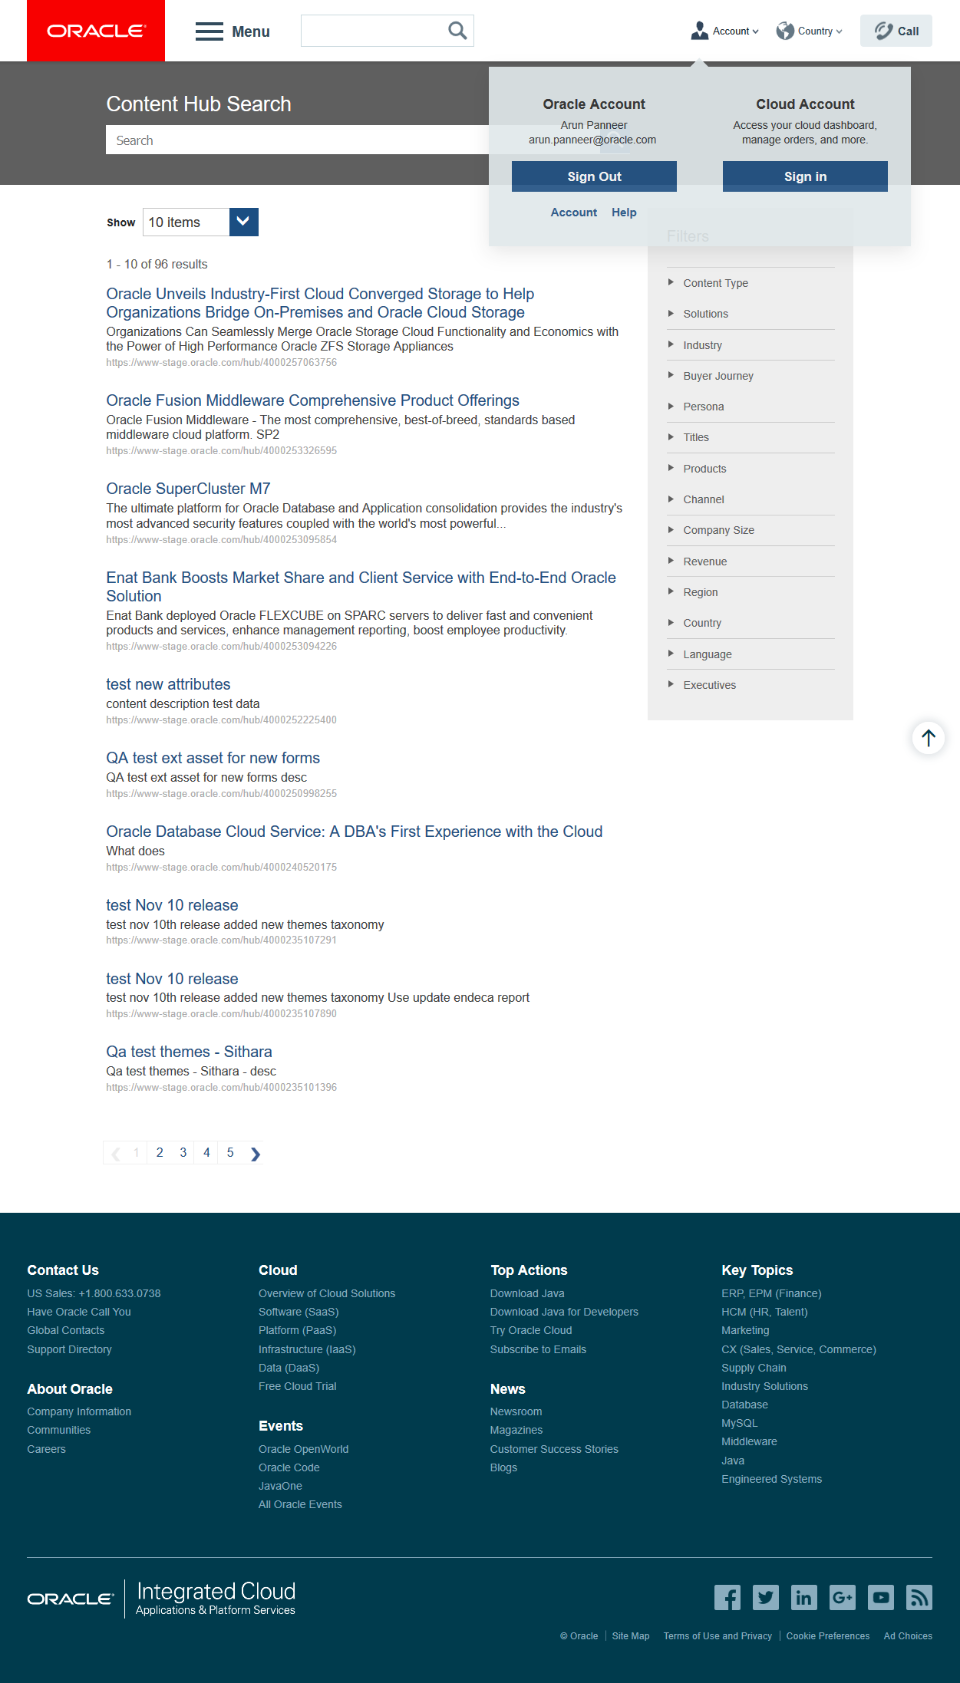 ORACLE
Menu
Account
Country
Call
Content Hub Search
Search
Oracle Account
Arun Panneer
arun.panneer@oracle.com
Sign Out
Account Help
Cloud Account
Access your cloud dashboard,
manage orders, and more.
Sign in
Show 10 items
1 - 10 of 96 results
Oracle Unveils Industry-First Cloud Converged Storage to Help
Organizations Bridge On-Premises and Oracle Cloud Storage
Organizations Can Seamlessly Merge Oracle Storage Cloud Functionality and Economics with
the Power of High Performance Oracle ZFS Storage Appliances
https://www-stage.oracle.com/hub/4000257063756
Oracle Fusion Middleware Comprehensive Product Offerings
Oracle Fusion Middleware - The most comprehensive, best-of-breed, standards based
middleware cloud platform. SP2
https://www-stage.oracle.com/hub/4000253326595
Oracle SuperCluster M7
The ultimate platform for Oracle Database and Application consolidation provides the industry's
most advanced security features coupled with the world's most powerful...
https://www-stage.oracle.com/hub/4000253095854
Enat Bank Boosts Market Share and Client Service with End-to-End Oracle
Solution
Enat Bank deployed Oracle FLEXCUBE on SPARC servers to deliver fast and convenient
products and services, enhance management reporting, boost employee productivity.
https://www-stage.oracle.com/hub/4000253094226
test new attributes
content description test data
https://www-stage.oracle.com/hub/4000252225400
QA test ext asset for new forms
QA test ext asset for new forms desc
https://www-stage.oracle.com/hub/4000250998255
Oracle Database Cloud Service: A DBA's First Experience with the Cloud
What does
https://www-stage.oracle.com/hub/4000240520175
test Nov 10 release
test nov 10th release added new themes taxonomy
https://www-stage.oracle.com/hub/4000235107291
test Nov 10 release
test nov 10th release added new themes taxonomy Use update endeca report
https://www-stage.oracle.com/hub/4000235107890
Qa test themes - Sithara
Qa test themes - Sithara - desc
https://www-stage.oracle.com/hub/4000235101396
1 2 3 4 5
Filters
Content Type
Solutions
Industry
Buyer Journey
Persona
Titles
Products
Channel
Company Size
Revenue
Region
Country
Language
Executives
Contact Us
US Sales: +1.800.633.0738
Have Oracle Call You
Global Contacts
Support Directory
About Oracle
Company Information
Communities
Careers
Cloud
Overview of Cloud Solutions
Software (SaaS)
Platform (PaaS)
Infrastructure (IaaS)
Data (DaaS)
Free Cloud Trial
Events
Oracle OpenWorld
Oracle Code
JavaOne
All Oracle Events
Top Actions
Download Java
Download Java for Developers
Try Oracle Cloud
Subscribe to Emails
News
Newsroom
Magazines
Customer Success Stories
Blogs
Key Topics
ERP, EPM (Finance)
HCM (HR, Talent)
Marketing
CX (Sales, Service, Commerce)
Supply Chain
Industry Solutions
Database
MySQL
Middleware
Java
Engineered Systems
ORACLE
Integrated Cloud
Applications & Platform Services
© Oracle Site Map Terms of Use and Privacy Cookie Preferences Ad Choices